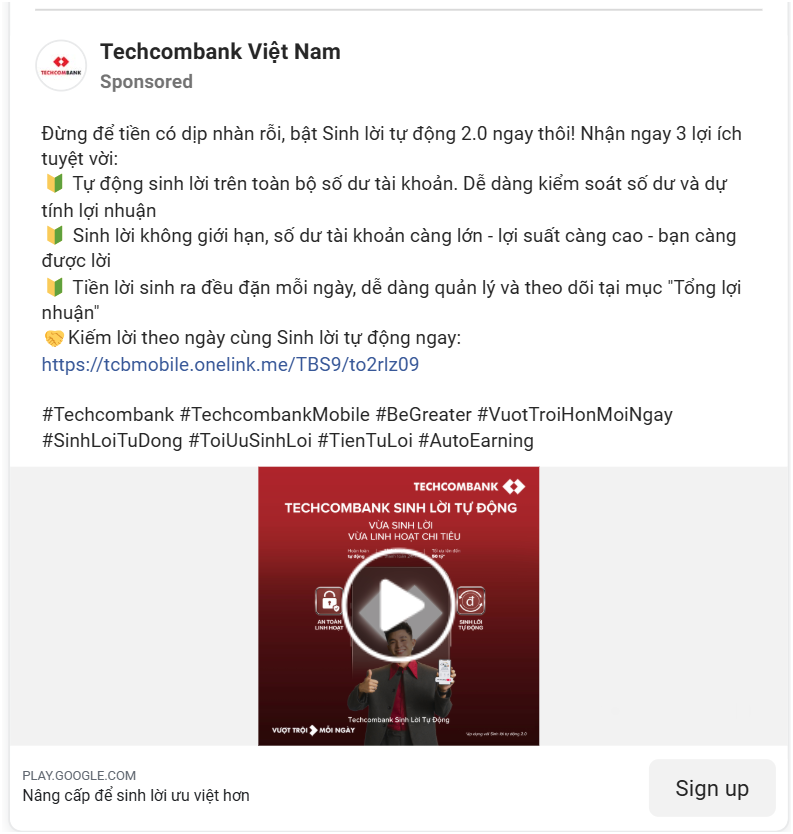 TECHCOMBANK
Techcombank Việt Nam
Sponsored
Đừng để tiền có dịp nhàn rỗi, bật Sinh lời tự động 2.0 ngay thôi! Nhận ngay 3 lợi ích
tuyệt vời:
🔰 Tự động sinh lời trên toàn bộ số dư tài khoản. Dễ dàng kiểm soát số dư và dự
tính lợi nhuận
🔰 Sinh lời không giới hạn, số dư tài khoản càng lớn - lợi suất càng cao - bạn càng
được lời
🔰 Tiền lời sinh ra đều đặn mỗi ngày, dễ dàng quản lý và theo dõi tại mục "Tổng lợi
nhuận"
🤝Kiếm lời theo ngày cùng Sinh lời tự động ngay:
https://tcbmobile.onelink.me/TBS9/to2rlz09
#Techcombank #TechcombankMobile #BeGreater #VuotTroiHonMoiNgay
#SinhLoiTuDong #ToiUuSinhLoi #TienTuLoi #AutoEarning
TECHCOMBANK
TECHCOMBANK SINH LỜI TỰ ĐỘNG
VỪA SINH LỜI
VỪA LINH HOẠT CHI TIÊU
Hoàn toàn
tự động
Tối ưu lên đến
AN TOÀN
LINH HOẠT
SINH LỜI
TỰ ĐỘNG
Techcombank Sinh Lời Tự Động
VƯỢT TRỘI MỖI NGÀY
PLAY.GOOGLE.COM
Nâng cấp để sinh lời ưu việt hơn
Sign up